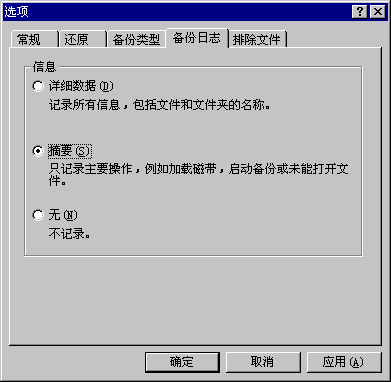 选项
常规 还原 备份类型 备份日志 排除文件
信息
详细数据(D)
记录所有信息，包括文件和文件夹的名称。
摘要(S)
只记录主要操作，例如加载磁带，启动备份或未能打开文
件。
无(N)
不记录。
确定 取消 应用(A)